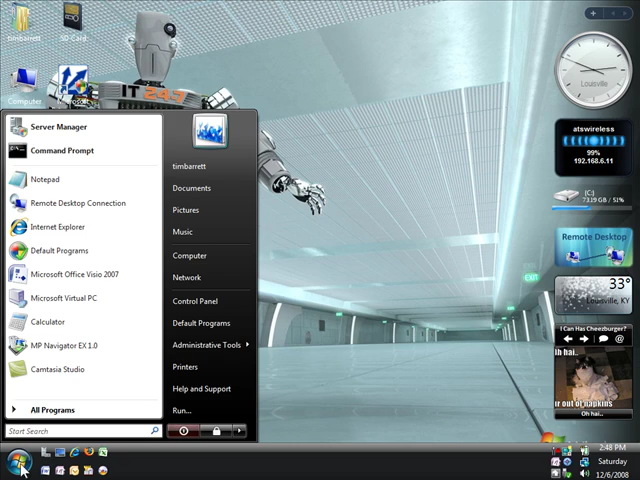 timbarrett
SD Card
Computer
IT 24-7
Server Manager
Command Prompt
Notepad
Remote Desktop Connection
Internet Explorer
Default Programs
Microsoft Office Visio 2007
Microsoft Virtual PC
Calculator
MP Navigator EX 1.0
Camtasia Studio
All Programs
Start Search
timbarrett
Documents
Pictures
Music
Computer
Network
Control Panel
Default Programs
Administrative Tools
Printers
Help and Support
Run...
EXIT
Louisville
atswireless
99%
192.168.6.11
[C:]
73.19 GB / 51%
Remote Desktop
33°
Louisville, KY
I Can Has Cheezburger?
Oh hai..
ur out of napkins
Oh hai..
2:48 PM
Saturday
12/6/2008